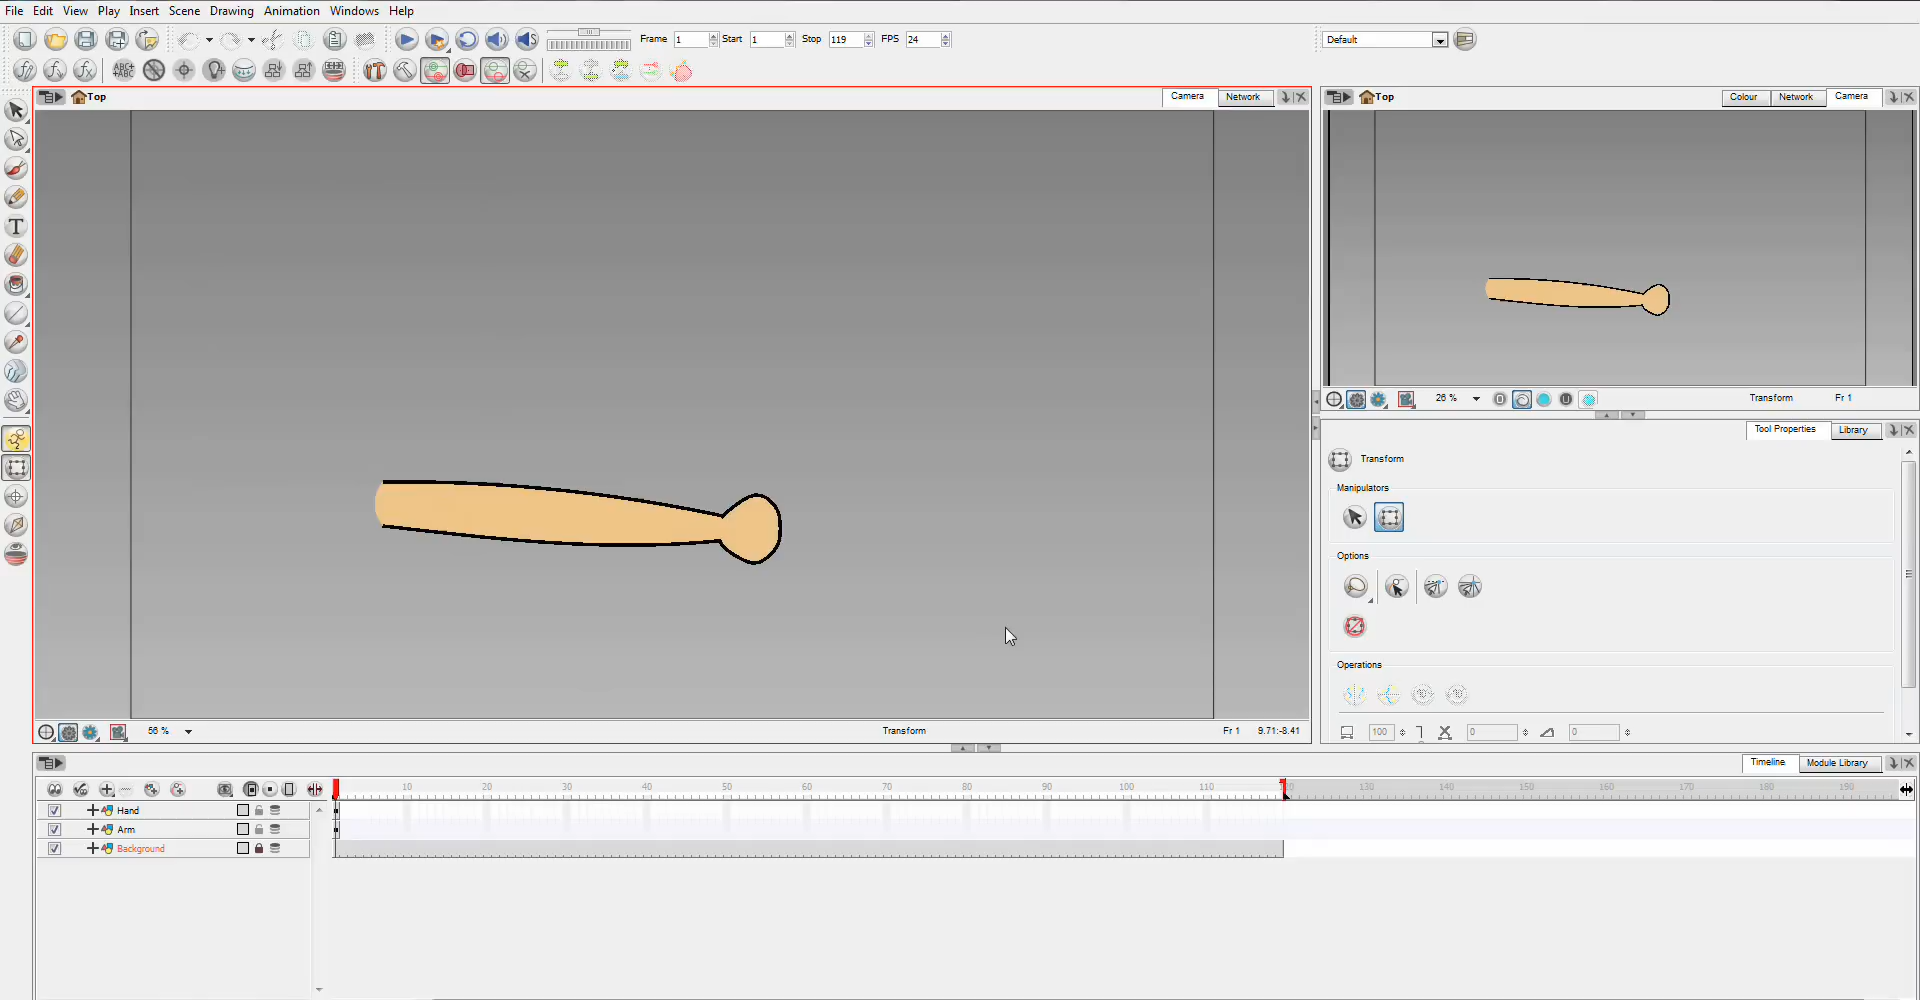 File Edit View Play Insert Scene Drawing Animation Windows Help
Frame 1 Start 1 Stop 119 FPS 24
Default
Top
Camera Network
Top
Colour Network Camera
26 % Transform Fr 1
Tool Properties Library
Transform
Manipulators
Options
Operations
100 0 0
56 % Transform Fr 1 9.71:-8.41
Timeline Module Library
10 20 30 40 50 60 70 80 90 100 110 130 140 150 160 170 180 190
Hand
Arm
Background